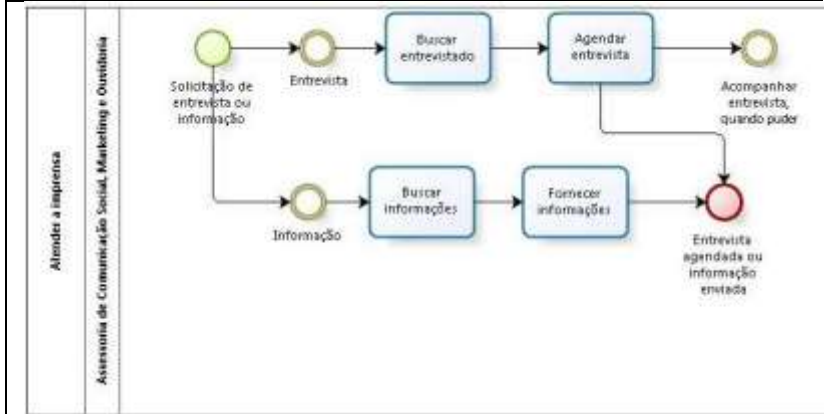 Atender a imprensa
Assessoria de Comunicação Social, Marketing e Ouvidoria
Solicitação de
entrevista ou
informação
Entrevista
Buscar
entrevistado
Agendar
entrevista
Acompanhar
entrevista,
quando puder
Informação
Buscar
informações
Fornecer
informações
Entrevista
agendada ou
informação
enviada